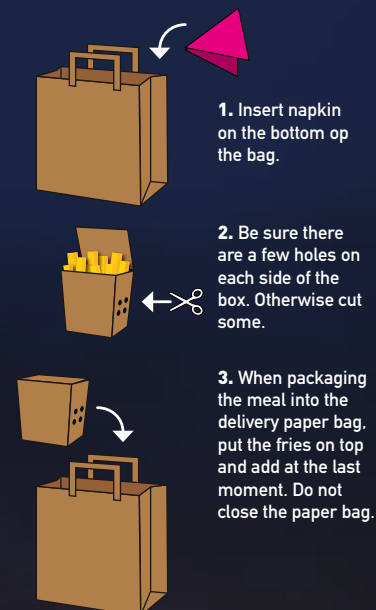 1. Insert napkin
on the bottom op
the bag.
2. Be sure there
are a few holes on
each side of the
box. Otherwise cut
some.
3. When packaging
the meal into the
delivery paper bag,
put the fries on top
and add at the last
moment. Do not
close the paper bag.